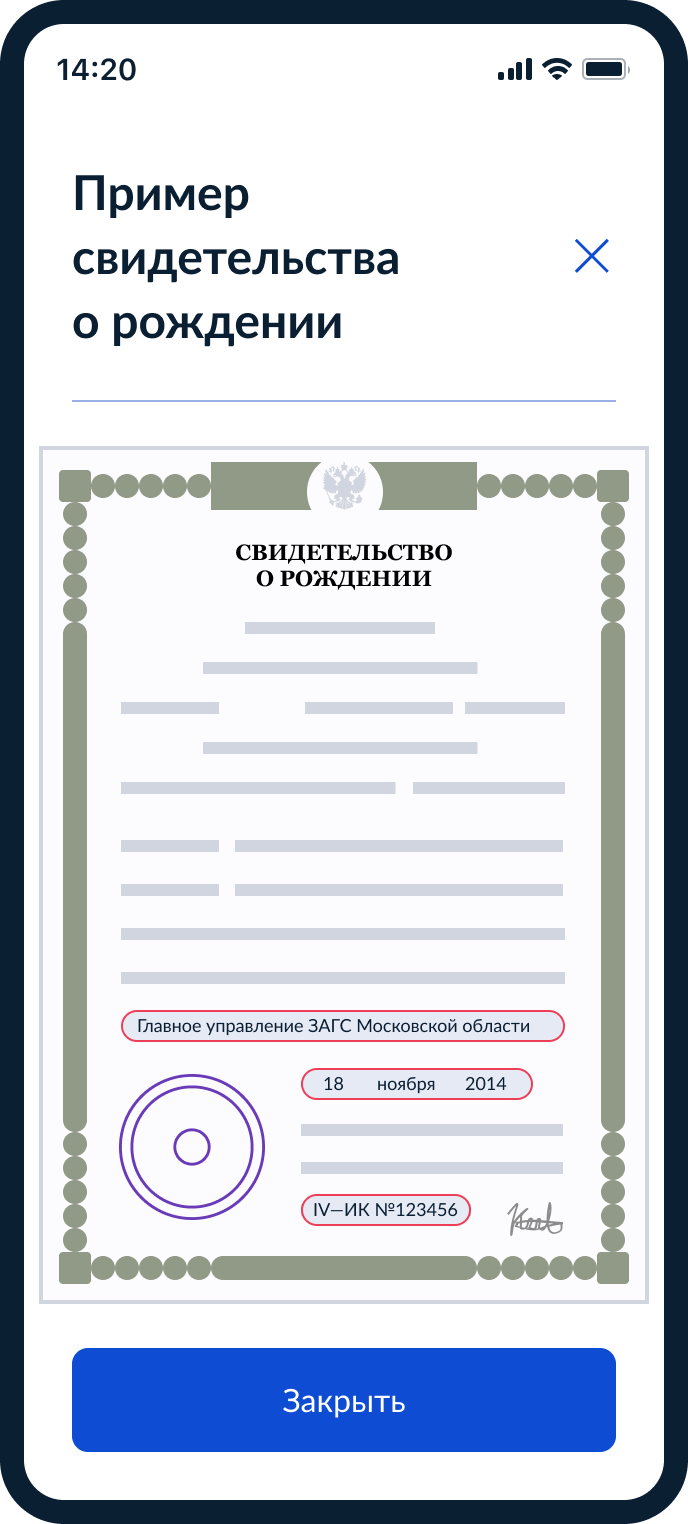 14:20
Пример
свидетельства
о рождении
СВИДЕТЕЛЬСТВО
О РОЖДЕНИИ
Главное управление ЗАГС Московской области
18 ноября 2014
IV—ИК №123456
Закрыть